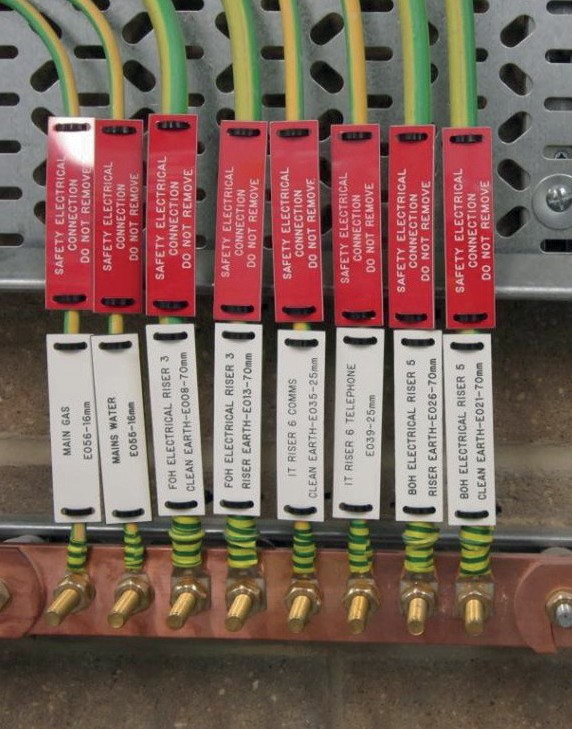 SAFETY ELECTRICAL
CONNECTION
DO NOT REMOVE
SAFETY ELECTRICAL
CONNECTION
DO NOT REMOVE
SAFETY ELECTRICAL
CONNECTION
DO NOT REMOVE
SAFETY ELECTRICAL
CONNECTION
DO NOT REMOVE
SAFETY ELECTRICAL
CONNECTION
DO NOT REMOVE
SAFETY ELECTRICAL
CONNECTION
DO NOT REMOVE
SAFETY ELECTRICAL
CONNECTION
DO NOT REMOVE
SAFETY ELECTRICAL
CONNECTION
DO NOT REMOVE
MAIN GAS
E056-16mm
MAINS WATER
E055-16mm
FOH ELECTRICAL RISER 3
CLEAN EARTH-E008-70mm
FOH ELECTRICAL RISER 3
RISER EARTH-E013-70mm
IT RISER 6 COMMS
CLEAN EARTH-E035-25mm
IT RISER 6 TELEPHONE
E039-25mm
BOH ELECTRICAL RISER 5
RISER EARTH-E026-70mm
BOH ELECTRICAL RISER 5
CLEAN EARTH-E021-70mm